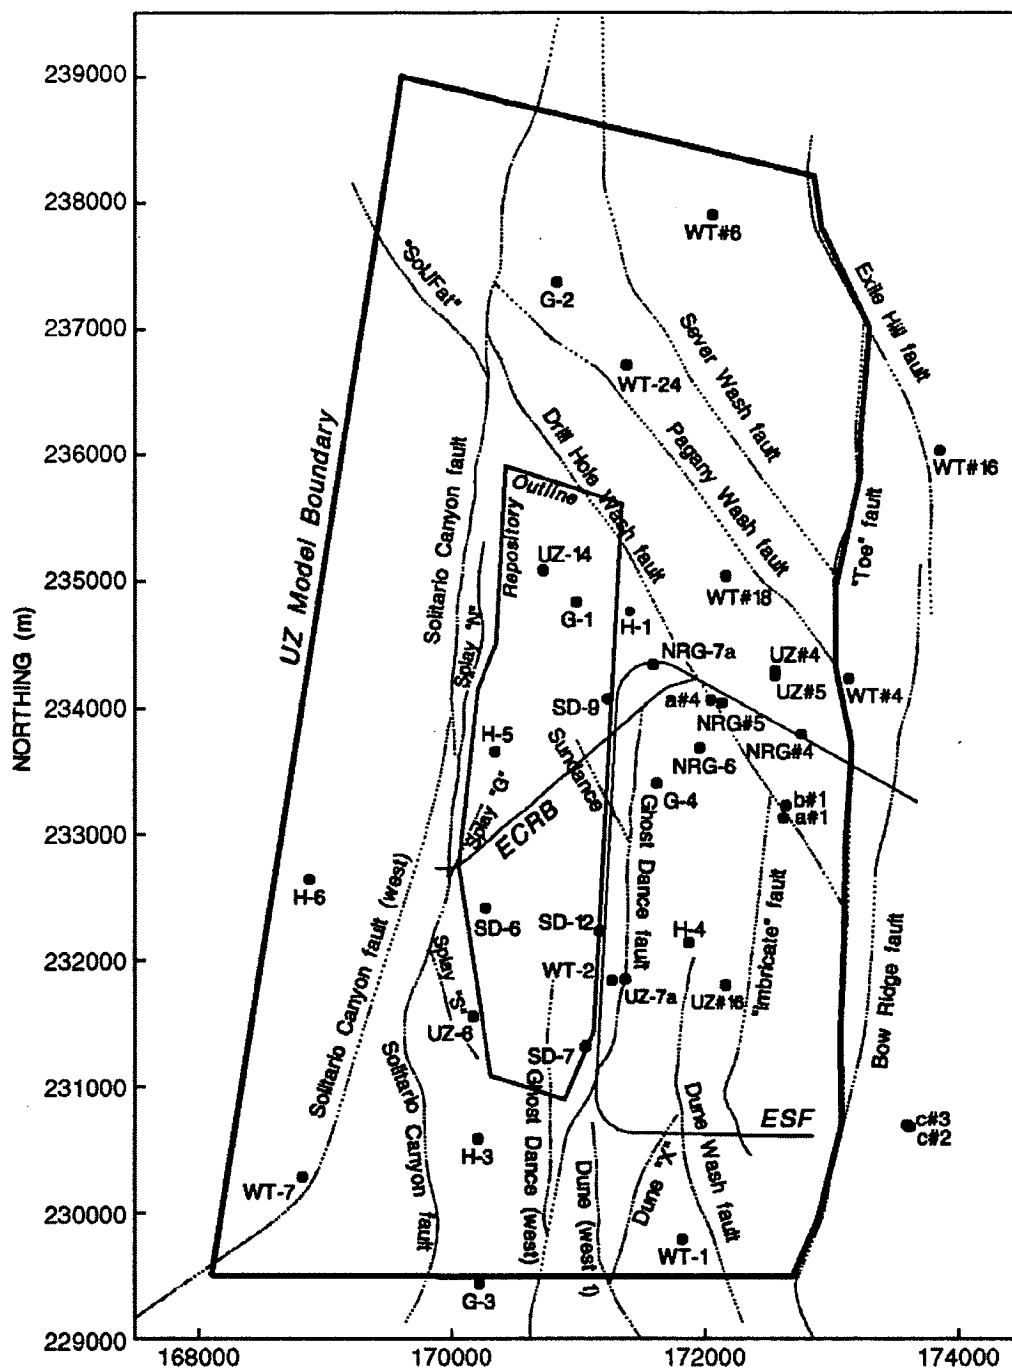 239000
238000
237000
236000
235000
234000
233000
232000
231000
230000
229000
NORTHING (m)
168000
170000
172000
174000
UZ Model Boundary
"SolJFat"
WT#6
G-2
Exile Hill fault
Sever Wash fault
WT-24
Pagany Wash fault
Drill Hole Wash fault
WT#16
Solitario Canyon fault
Repository
Outline
"Toe" fault
UZ-14
WT#18
Splay "N"
G-1
H-1
NRG-7a
UZ#4
UZ#5
WT#4
SD-9
a#4
NRG#5
NRG#4
H-5
Sundance
NRG-6
G-4
b#1
a#1
Splay "G"
ECRB
Ghost Dance fault
H-6
Solitario Canyon fault (west)
SD-6
SD-12
H-4
"Imbricate" fault
Bow Ridge fault
Splay "S"
WT-2
UZ-7a
UZ#16
UZ-6
SD-7
Solitario Canyon fault
Ghost Dance (west)
Dune Wash fault
ESF
c#3
c#2
H-3
WT-7
Dune (west 1)
Dune "X"
WT-1
G-3